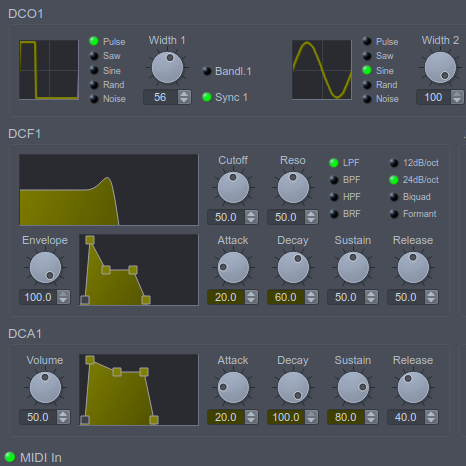 DCO1
Pulse
Saw
Sine
Rand
Noise
Width 1
56
Bandl.1
Sync 1
Pulse
Saw
Sine
Rand
Noise
Width 2
100
DCF1
Cutoff
50.0
Reso
50.0
LPF
BPF
HPF
BRF
12dB/oct
24dB/oct
Biquad
Formant
Envelope
100.0
Attack
20.0
Decay
60.0
Sustain
50.0
Release
50.0
DCA1
Volume
50.0
Attack
20.0
Decay
100.0
Sustain
80.0
Release
40.0
MIDI In